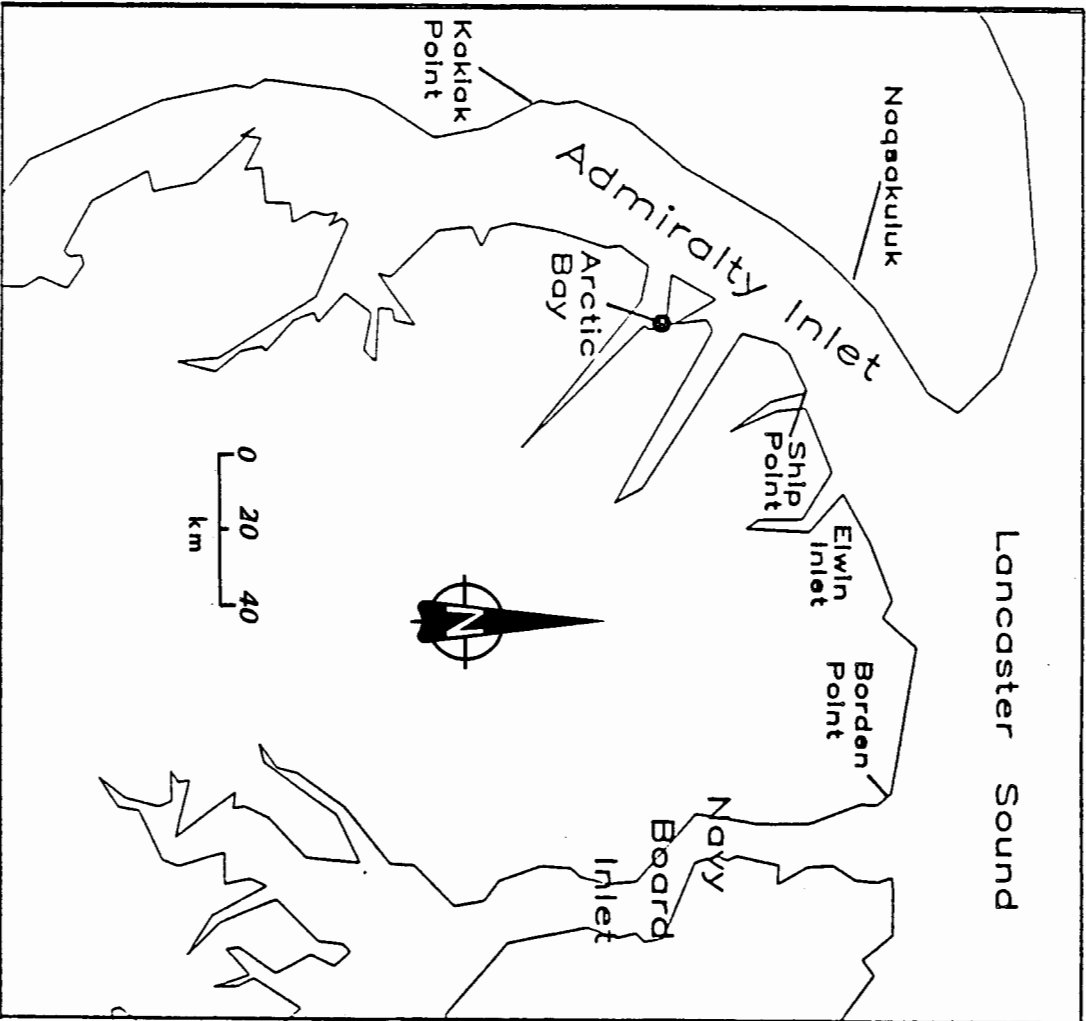 Lancaster Sound
Naqsakuluk
Admiralty Inlet
Borden
Point
Elwin
Inlet
Ship
Point
Navy
Board
Inlet
Arctic
Bay
Kakiak
Point
N
0 20 40
km